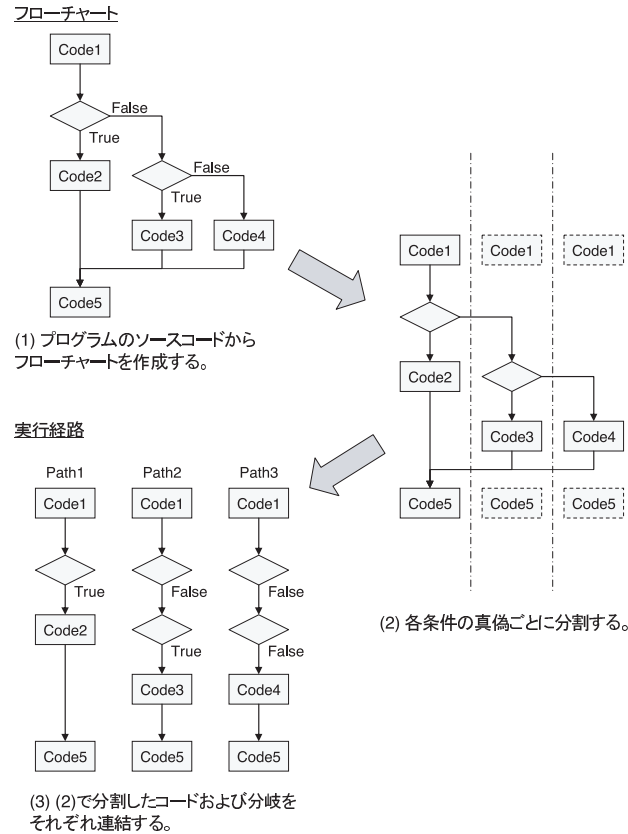 フローチャート
Code1
False
True
Code2
False
True
Code3
Code4
Code5
(1) プログラムのソースコードから
フローチャートを作成する。
Code1
Code1
Code1
Code2
Code3
Code4
Code5
Code5
Code5
(2) 各条件の真偽ごとに分割する。
実行経路
Path1
Path2
Path3
Code1
Code1
Code1
True
False
False
Code2
True
False
Code3
Code4
Code5
Code5
Code5
(3) (2)で分割したコードおよび分岐を
それぞれ連結する。